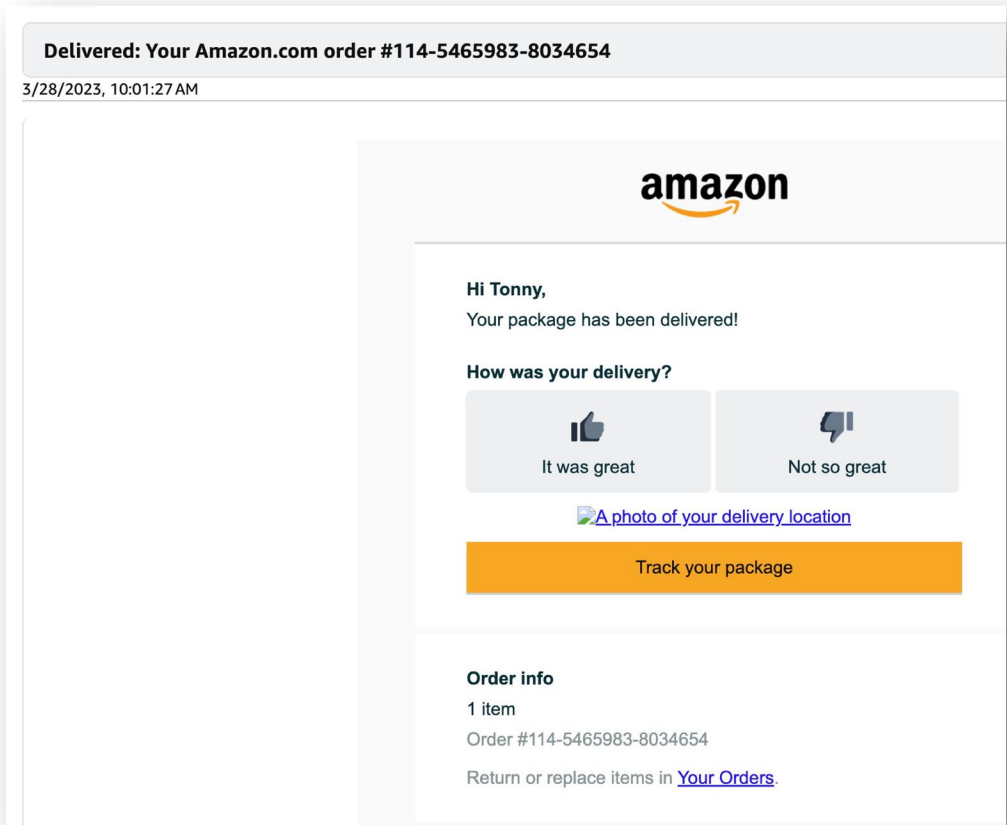 Delivered: Your Amazon.com order #114-5465983-8034654
3/28/2023, 10:01:27 AM
amazon
Hi Tonny,
Your package has been delivered!
How was your delivery?
It was great
Not so great
A photo of your delivery location
Track your package
Order info
1 item
Order #114-5465983-8034654
Return or replace items in Your Orders.